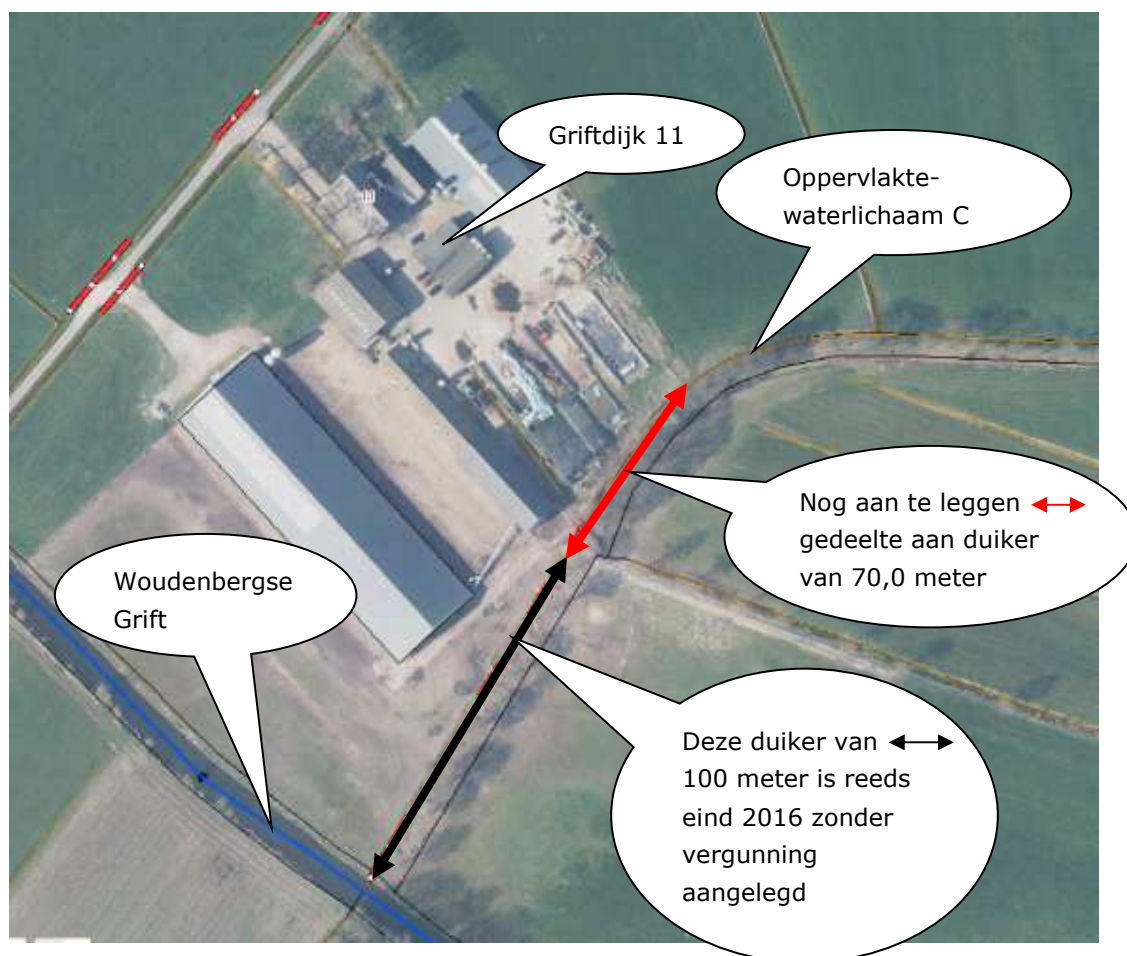 Griftdijk 11
Oppervlakte-
waterlichaam C
Nog aan te leggen
gedeelte aan duiker
van 70,0 meter
Woudenbergse
Grift
Deze duiker van
100 meter is reeds
eind 2016 zonder
vergunning
aangelegd